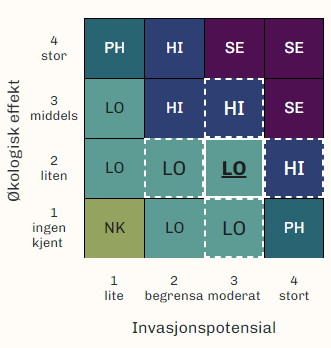 Økologisk effekt
4
stor
PH HI SE SE
3
middels
LO HI HI SE
2
liten
LO LO LO HI
1
ingen
kjent
NK LO LO PH
1 2 3 4
lite begrensa moderat stort
Invasjonspotensial